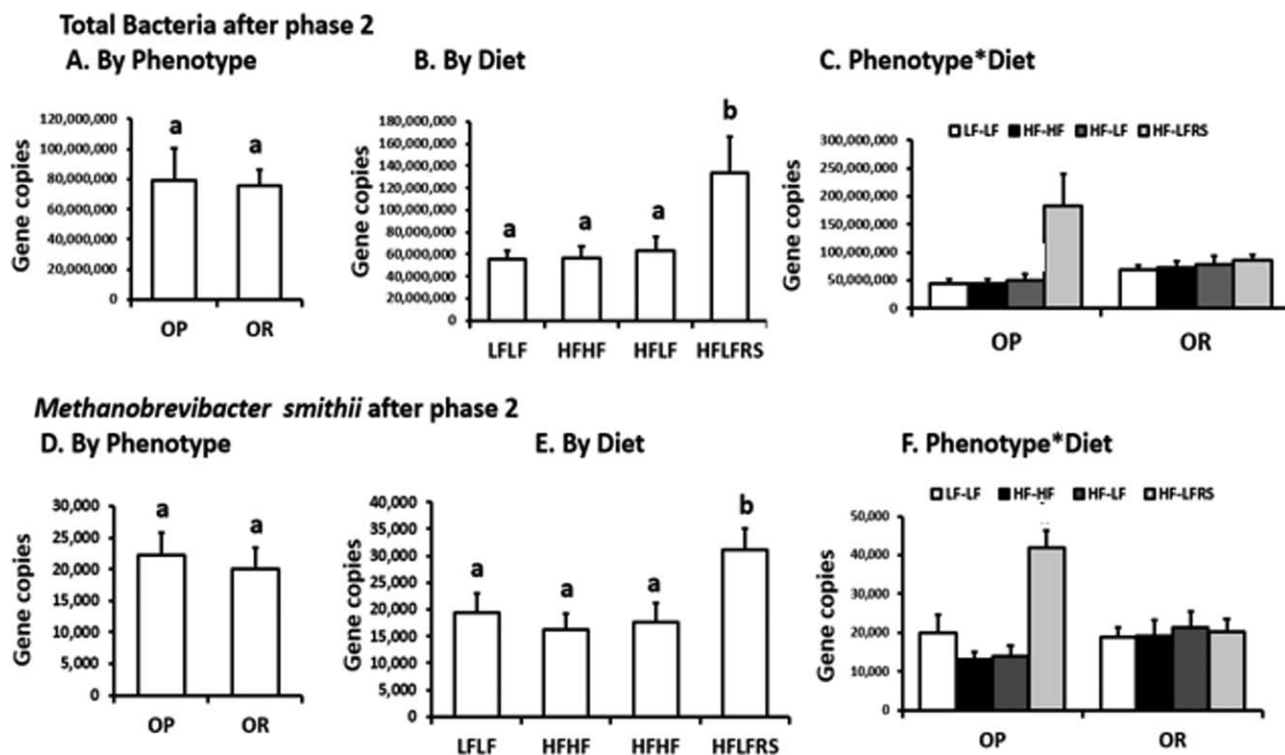 Total Bacteria after phase 2
A. By Phenotype
B. By Diet
C. Phenotype*Diet
Gene copies
120,000,000
100,000,000
80,000,000
60,000,000
40,000,000
20,000,000
0
a
a
OP
OR
Gene copies
180,000,000
160,000,000
140,000,000
120,000,000
100,000,000
80,000,000
60,000,000
40,000,000
20,000,000
0
a
a
a
b
LFLF
HFHF
HFLF
HFLFRS
LF-LF HF-HF HF-LF HF-LFRS
Gene copies
300,000,000
250,000,000
200,000,000
150,000,000
100,000,000
50,000,000
0
OP
OR
Methanobrevibacter smithii after phase 2
D. By Phenotype
E. By Diet
F. Phenotype*Diet
Gene copies
30,000
25,000
20,000
15,000
10,000
5,000
0
a
a
OP
OR
Gene copies
40,000
35,000
30,000
25,000
20,000
15,000
10,000
5,000
0
a
a
a
b
LFLF
HFHF
HFHF
HFLFRS
LF-LF HF-HF HF-LF HF-LFRS
Gene copies
50,000
40,000
30,000
20,000
10,000
0
OP
OR